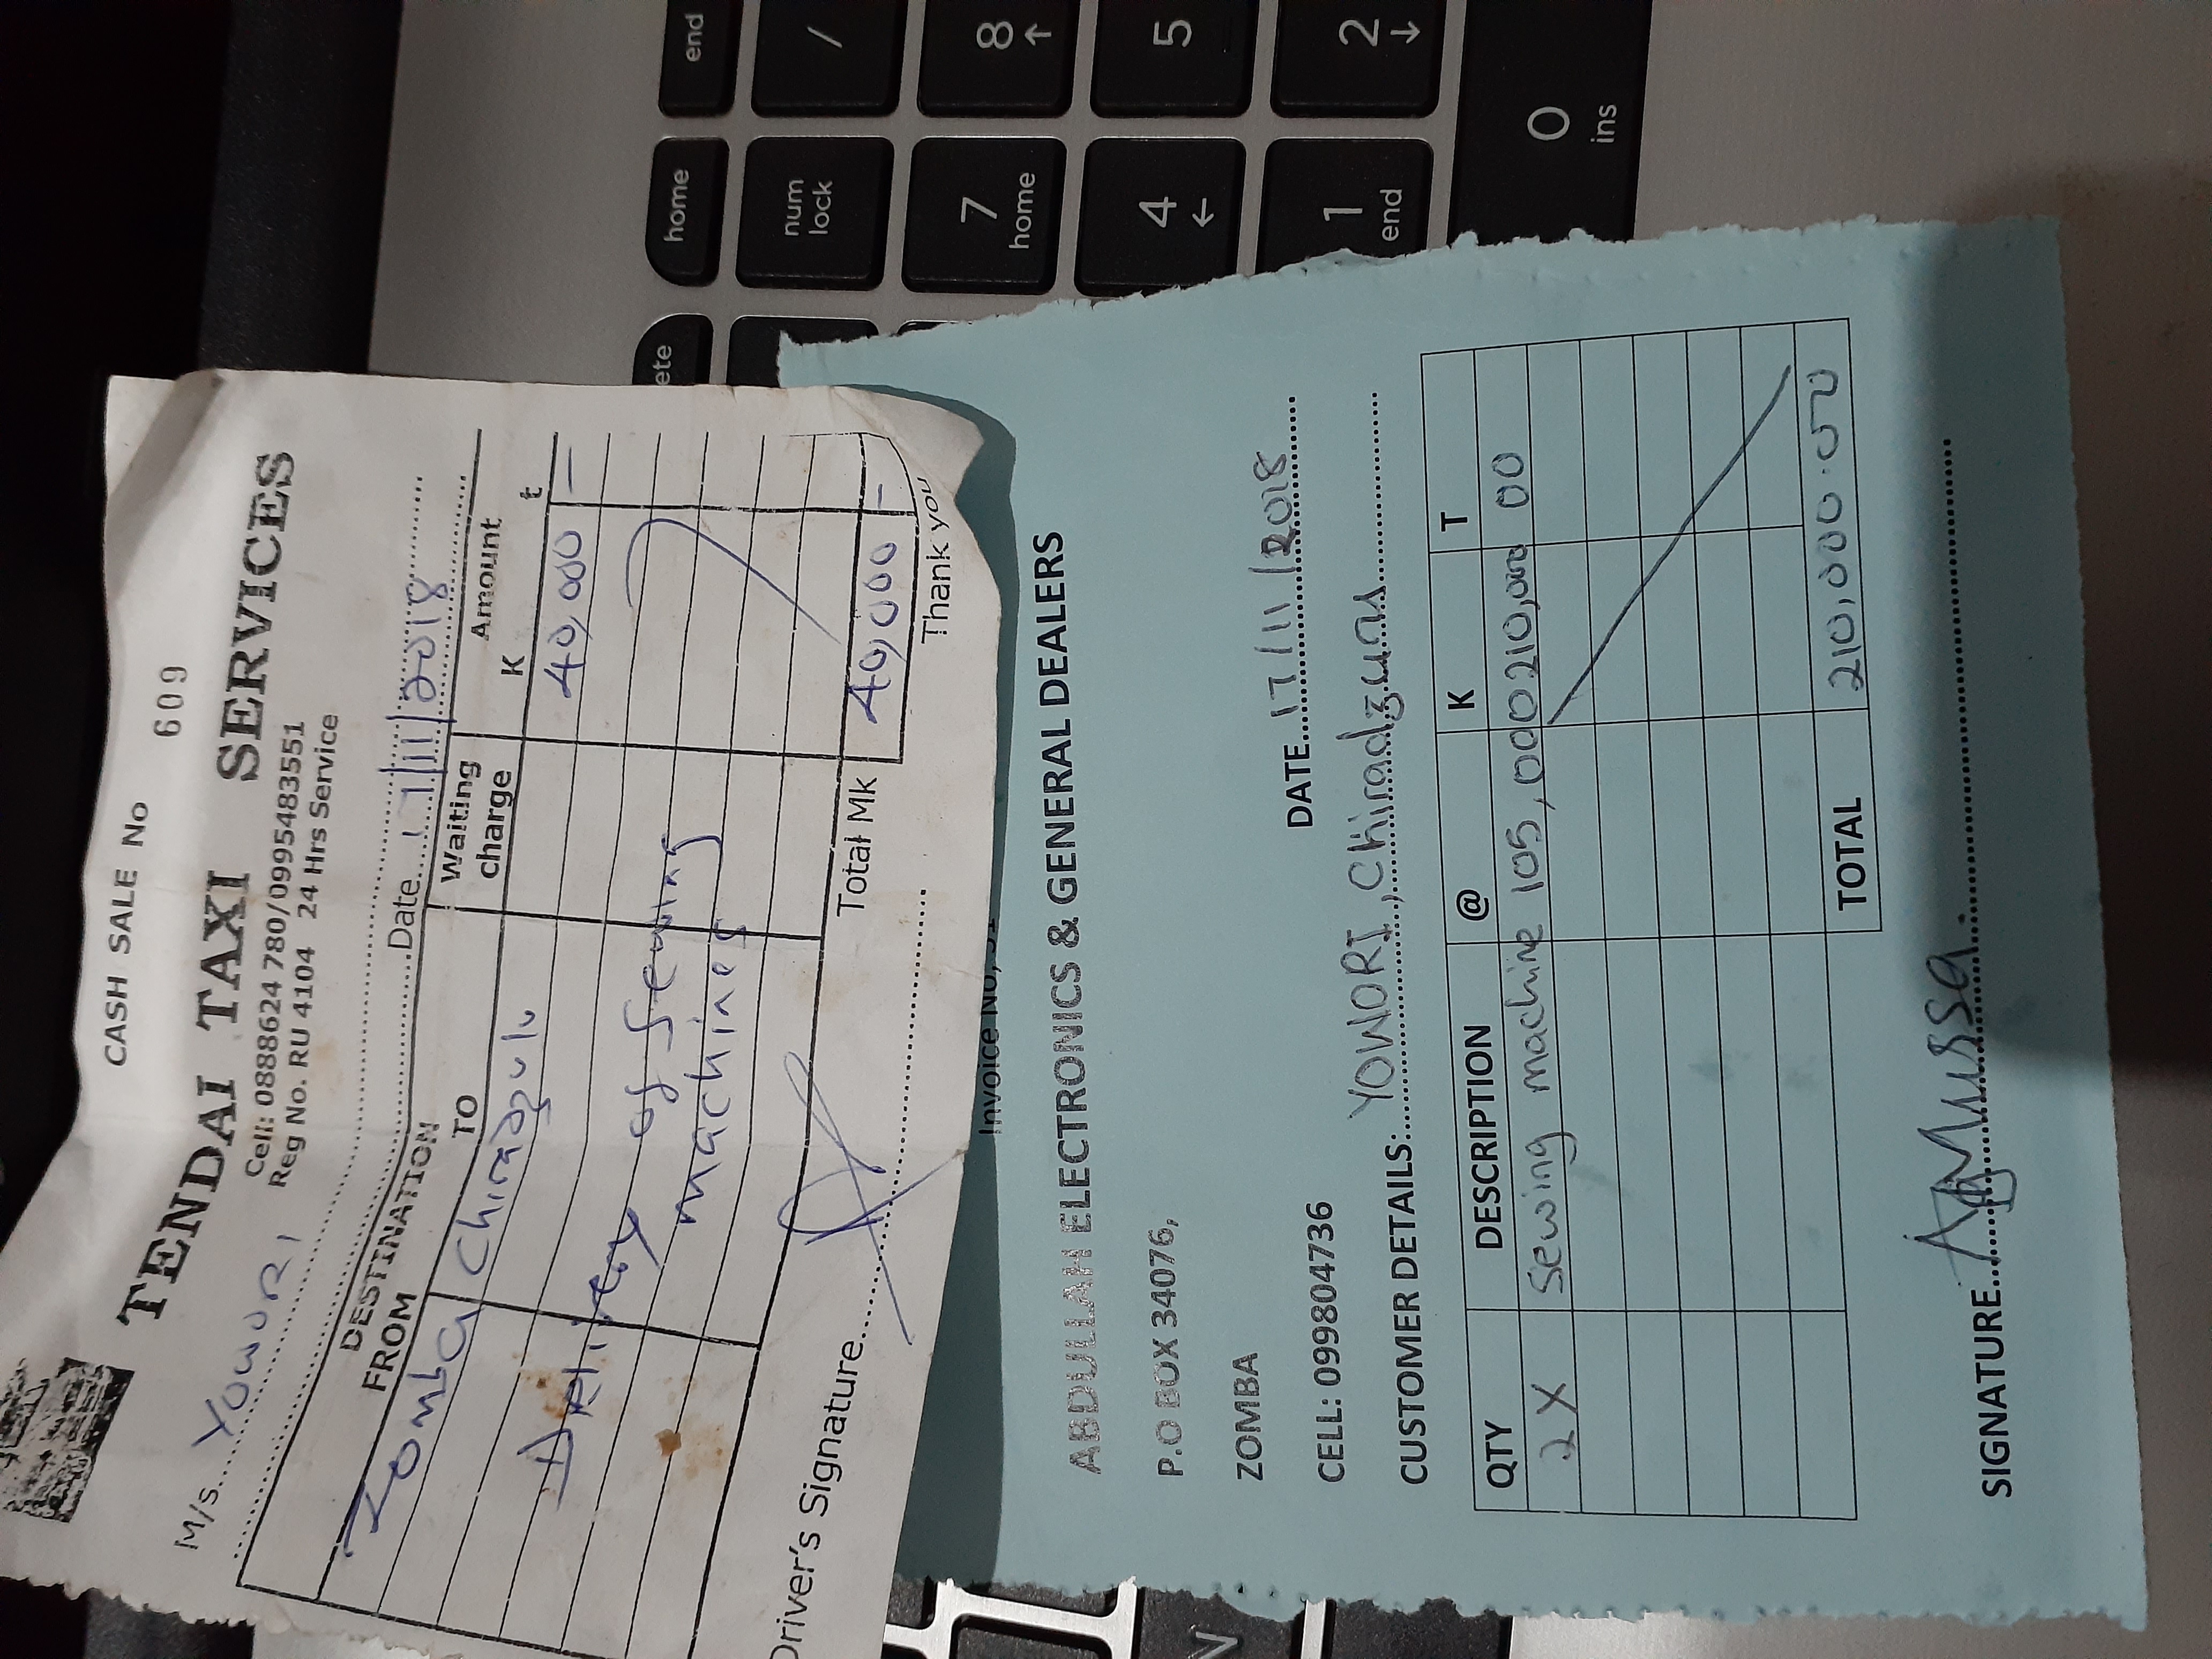 CASH SALE No 609
TENDAI TAXI SERVICES
Cell: 0888624 780/0995483551
Reg No. RU 4104 24 Hrs Service
M/s. YOWORI
Date 17/11/2018
DESTINATION
FROM TO
Waiting charge
Amount
K t
Zomba Chiradzulu 40,000 —
Delivery of sewing
machines
Total Mk 40,000 —
Driver's Signature
Thank you
Invoice No,
ABDULLAH ELECTRONICS & GENERAL DEALERS
P.O BOX 34076,
ZOMBA
CELL: 099804736
DATE 17/11/2018
CUSTOMER DETAILS: YOWORI, Chiradzuru
QTY DESCRIPTION @ K T
2X Sewing machine 105,000 210,000 00
TOTAL 210,000.00
SIGNATURE
end
/
8
5
2
home
num
lock
7
home
4
1
end
0
ins
ete
V